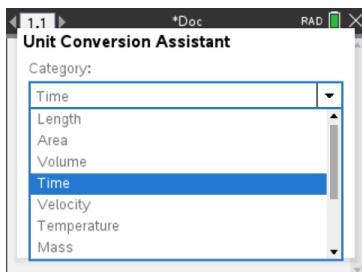 1.1 *Doc RAD
Unit Conversion Assistant
Category:
Time
Length
Area
Volume
Time
Velocity
Temperature
Mass